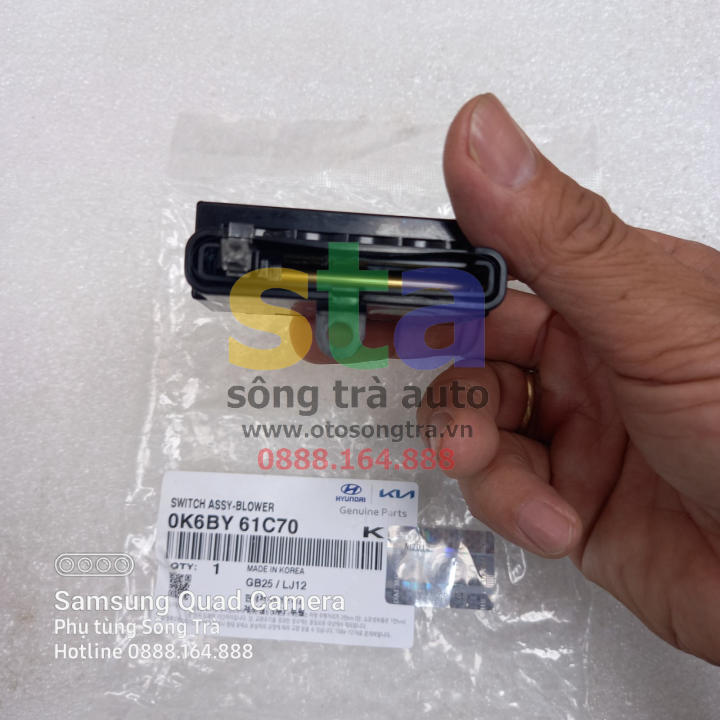 sta
sông trà auto
www.otosongtra.vn
0888.164.888
SWITCH ASSY-BLOWER
HYUNDAI
KIA
0K6BY 61C70
Genuine Parts
K
QTY: 1
MADE IN KOREA
GB25 / LJ12
Samsung Quad Camera
Phụ tùng Sông Trà
Hotline 0888.164.888